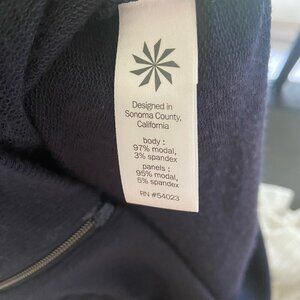 Designed in
Sonoma County,
California
body :
97% modal,
3% spandex
panels :
95% modal,
5% spandex
RN #54023